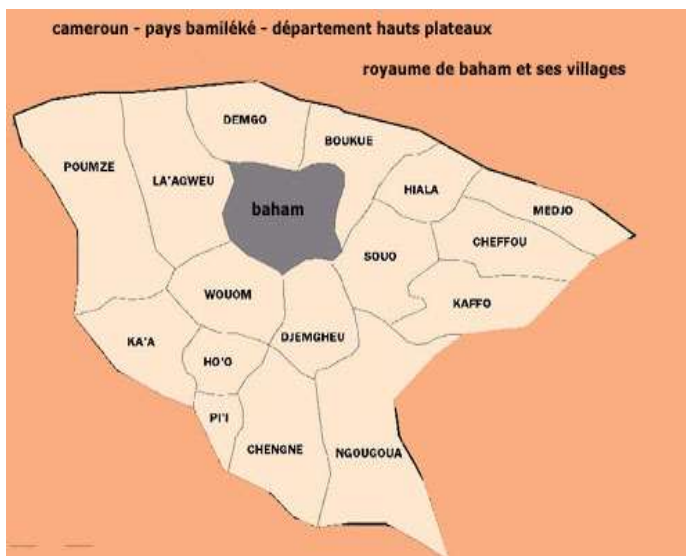 cameroun - pays bamiléké - département hauts plateaux
royaume de baham et ses villages
DEMGO
BOUKUE
POUMZE
LA'AGWEU
HIALA
baham
MEDJO
CHEFFOU
SOUO
WOUOM
KAFFO
DJEMGHEU
KA'A
HO'O
PI'I
CHENGNE
NGOUGOUA